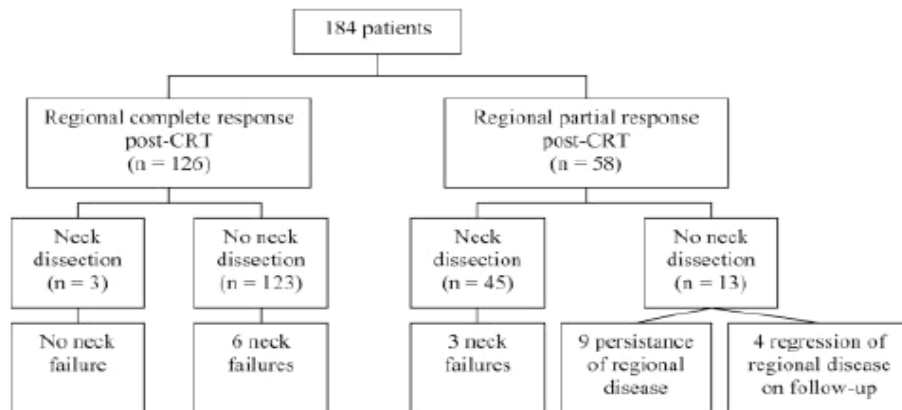 184 patients
Regional complete response
post-CRT
(n = 126)
Regional partial response
post-CRT
(n = 58)
Neck
dissection
(n = 3)
No neck
dissection
(n = 123)
Neck
dissection
(n = 45)
No neck
dissection
(n = 13)
No neck
failure
6 neck
failures
3 neck
failures
9 persistance
of regional
disease
4 regression of
regional disease
on follow-up